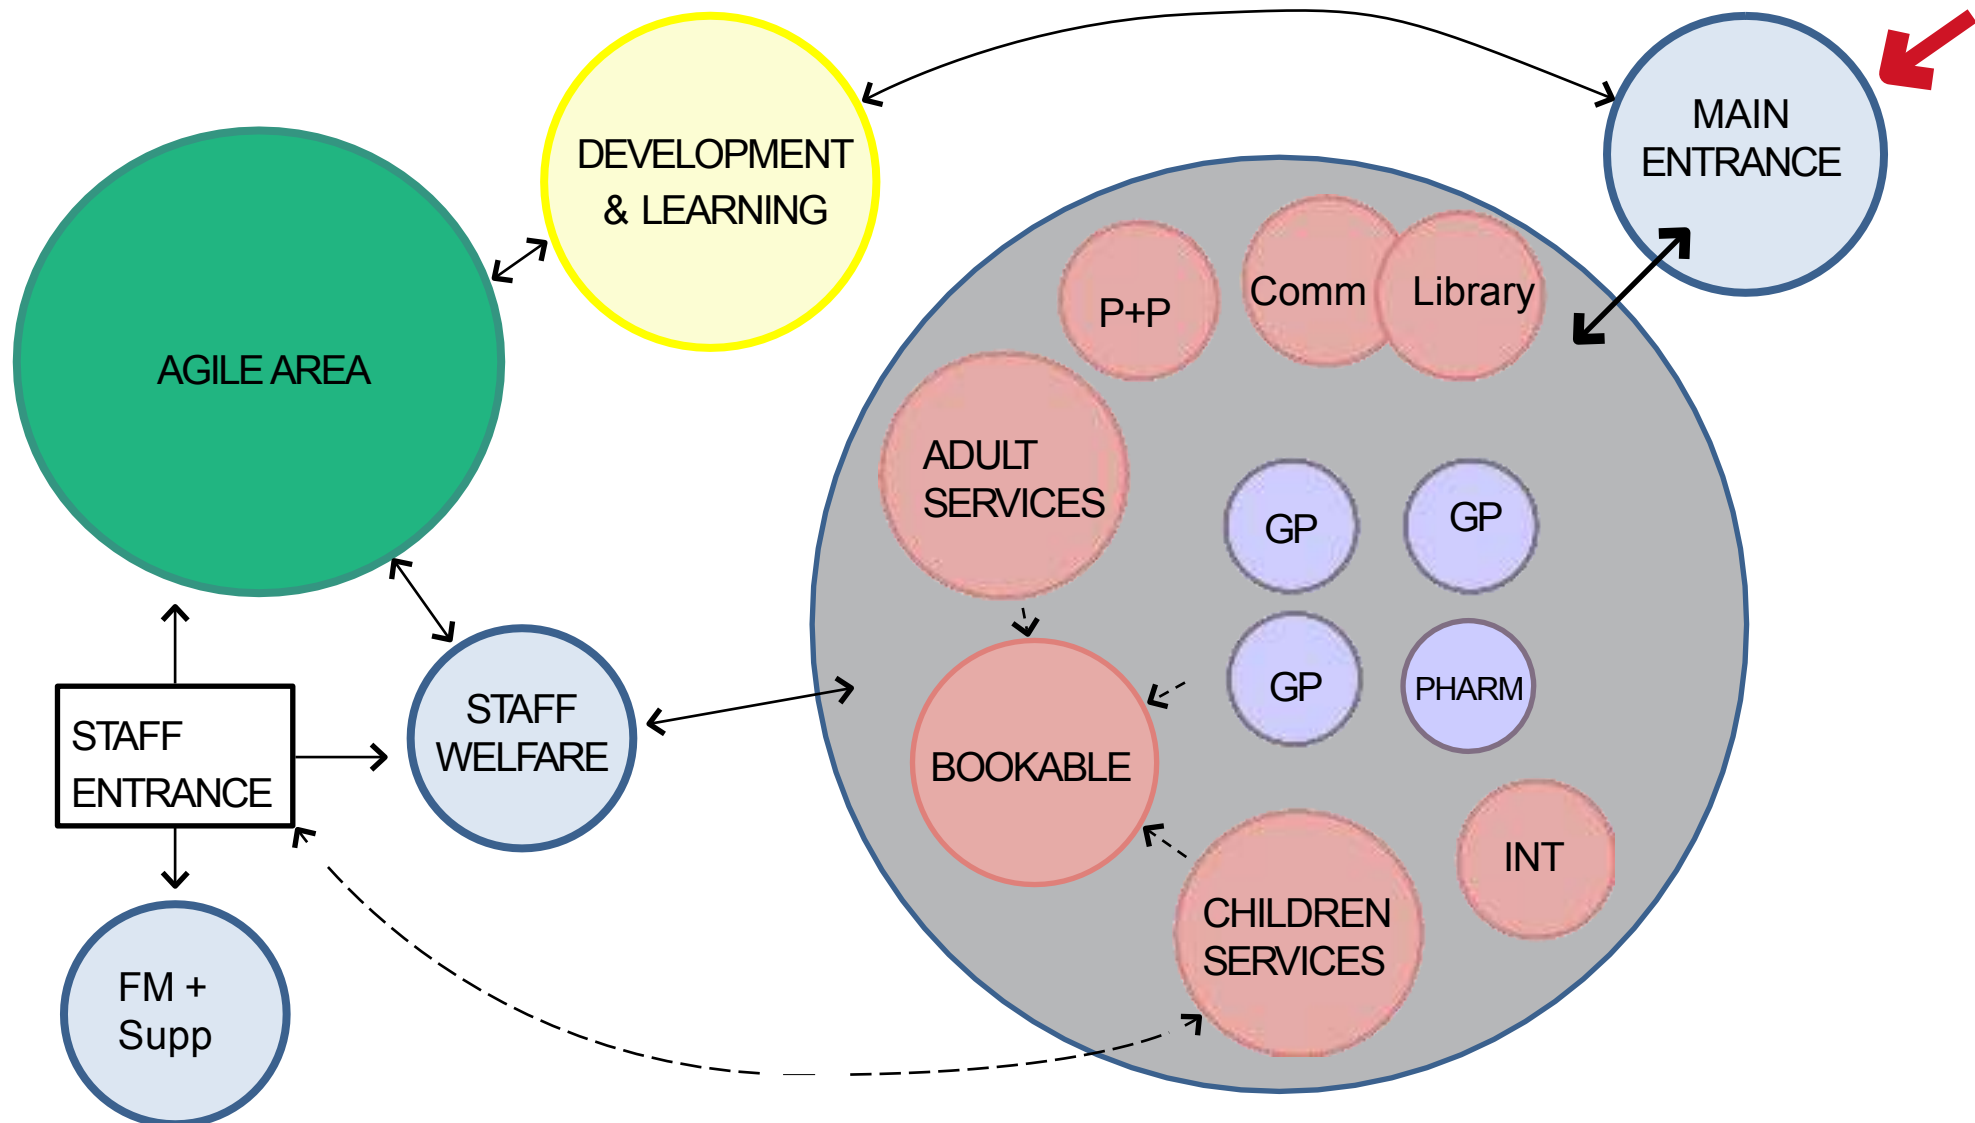 MAIN
ENTRANCE
DEVELOPMENT
& LEARNING
AGILE AREA
P+P
Comm
Library
ADULT
SERVICES
GP
GP
GP
PHARM
STAFF
WELFARE
STAFF
ENTRANCE
BOOKABLE
INT
CHILDREN
SERVICES
FM +
Supp